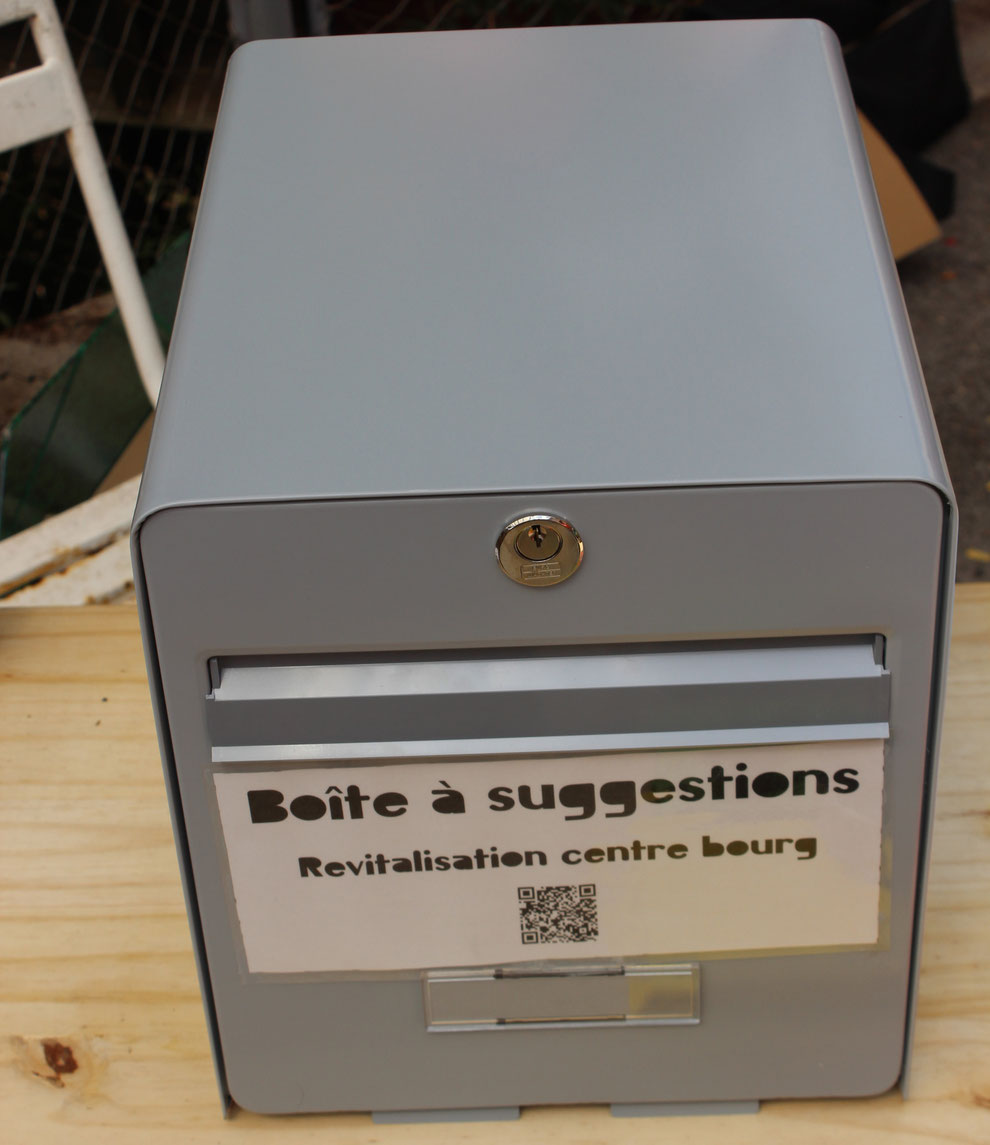 Boîte à suggestions
Revitalisation centre bourg